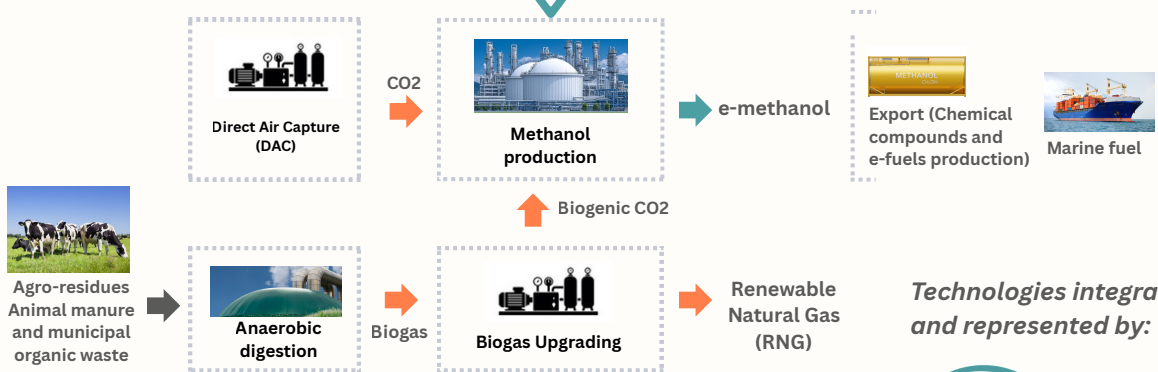 CO2
Direct Air Capture
(DAC)
Methanol
production
e-methanol
METHANOL
Export (Chemical
compounds and
e-fuels production)
Marine fuel
Biogenic CO2
Agro-residues
Animal manure
and municipal
organic waste
Anaerobic
digestion
Biogas
Biogas Upgrading
Renewable
Natural Gas
(RNG)
Technologies integra
and represented by: